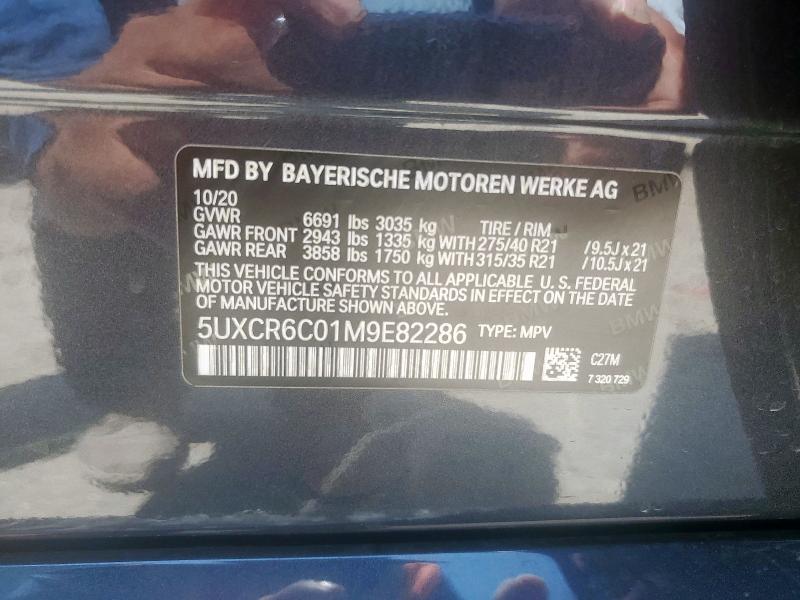 MFD BY BAYERISCHE MOTOREN WERKE AG
10/20
GVWR 6691 lbs 3035 kg TIRE / RIM
GAWR FRONT 2943 lbs 1335 kg WITH 275/40 R21 /9.5J x 21
GAWR REAR 3858 lbs 1750 kg WITH 315/35 R21 /10.5J x 21
THIS VEHICLE CONFORMS TO ALL APPLICABLE U. S. FEDERAL
MOTOR VEHICLE SAFETY STANDARDS IN EFFECT ON THE DATE
OF MANUFACTURE SHOWN ABOVE.
5UXCR6C01M9E82286 TYPE: MPV
C27M
7 320 729